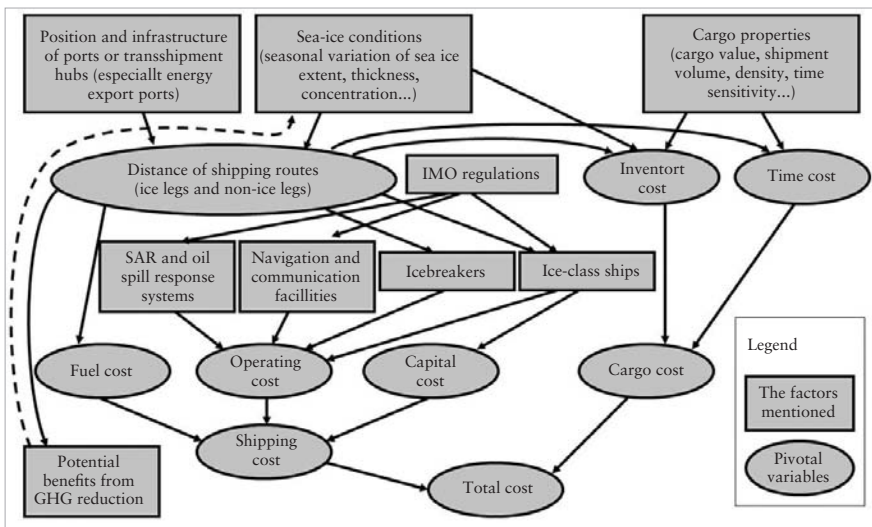 Position and infrastructure
of ports or transshipment
hubs (especiallt energy
export ports)
Sea-ice conditions
(seasonal variation of sea ice
extent, thickness,
concentration...)
Cargo properties
(cargo value, shipment
volume, density, time
sensitivity...)
Distance of shipping routes
(ice legs and non-ice legs)
IMO regulations
Inventort
cost
Time cost
SAR and oil
spill response
systems
Navigation and
communication
facillities
Icebreakers
Ice-class ships
Fuel cost
Operating
cost
Capital
cost
Cargo cost
Shipping
cost
Potential
benefits from
GHG reduction
Total cost
Legend
The factors
mentioned
Pivotal
variables